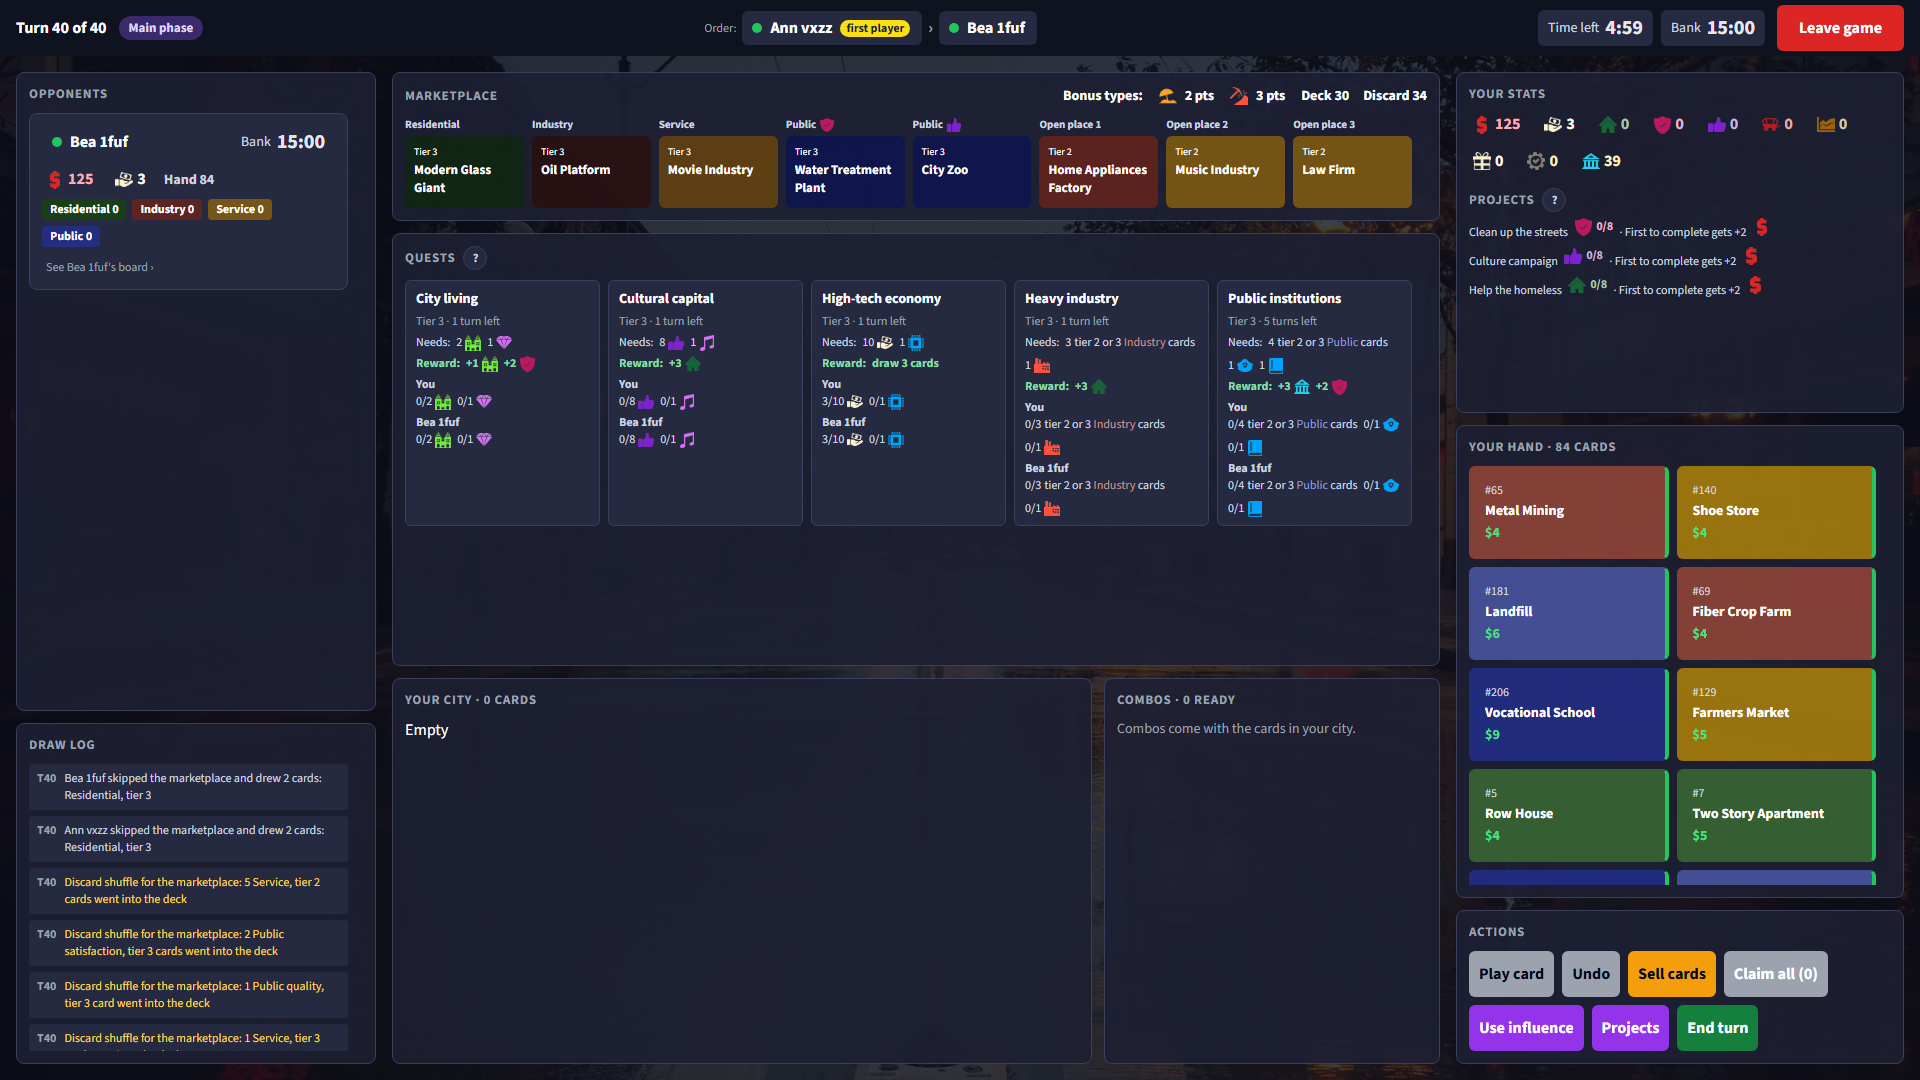 Turn 40 of 40
Main phase
Order: Ann vxzz first player › Bea 1fuf
Time left 4:59
Bank 15:00
Leave game
OPPONENTS
Bea 1fuf
Bank 15:00
125 3 Hand 84
Residential 0 Industry 0 Service 0
Public 0
See Bea 1fuf's board ›
DRAW LOG
T40 Bea 1fuf skipped the marketplace and drew 2 cards:
Residential, tier 3
T40 Ann vxzz skipped the marketplace and drew 2 cards:
Residential, tier 3
T40 Discard shuffle for the marketplace: 5 Service, tier 2
cards went into the deck
T40 Discard shuffle for the marketplace: 2 Public
satisfaction, tier 3 cards went into the deck
T40 Discard shuffle for the marketplace: 1 Public quality,
tier 3 card went into the deck
T40 Discard shuffle for the marketplace: 1 Service, tier 3
MARKETPLACE
Bonus types: 2 pts 3 pts Deck 30 Discard 34
Residential
Tier 3
Modern Glass
Giant
Industry
Tier 3
Oil Platform
Service
Tier 3
Movie Industry
Public
Tier 3
Water Treatment
Plant
Public
Tier 3
City Zoo
Open place 1
Tier 2
Home Appliances
Factory
Open place 2
Tier 2
Music Industry
Open place 3
Tier 2
Law Firm
QUESTS ?
City living
Tier 3 · 1 turn left
Needs: 2 1
Reward: +1 +2
You
0/2 0/1
Bea 1fuf
0/2 0/1
Cultural capital
Tier 3 · 1 turn left
Needs: 8 1
Reward: +3
You
0/8 0/1
Bea 1fuf
0/8 0/1
High-tech economy
Tier 3 · 1 turn left
Needs: 10 1
Reward: draw 3 cards
You
3/10 0/1
Bea 1fuf
3/10 0/1
Heavy industry
Tier 3 · 1 turn left
Needs: 3 tier 2 or 3 Industry cards
1
Reward: +3
You
0/3 tier 2 or 3 Industry cards
0/1
Bea 1fuf
0/3 tier 2 or 3 Industry cards
0/1
Public institutions
Tier 3 · 5 turns left
Needs: 4 tier 2 or 3 Public cards
1 1
Reward: +3 +2
You
0/4 tier 2 or 3 Public cards 0/1
0/1
Bea 1fuf
0/4 tier 2 or 3 Public cards 0/1
0/1
YOUR CITY · 0 CARDS
Empty
COMBOS · 0 READY
Combos come with the cards in your city.
YOUR STATS
125 3 0 0 0 0 0
0 0 39
PROJECTS ?
Clean up the streets 0/8 · First to complete gets +2
Culture campaign 0/8 · First to complete gets +2
Help the homeless 0/8 · First to complete gets +2
YOUR HAND · 84 CARDS
#65
Metal Mining
$4
#140
Shoe Store
$4
#181
Landfill
$6
#69
Fiber Crop Farm
$4
#206
Vocational School
$9
#129
Farmers Market
$5
#5
Row House
$4
#7
Two Story Apartment
$5
ACTIONS
Play card
Undo
Sell cards
Claim all (0)
Use influence
Projects
End turn